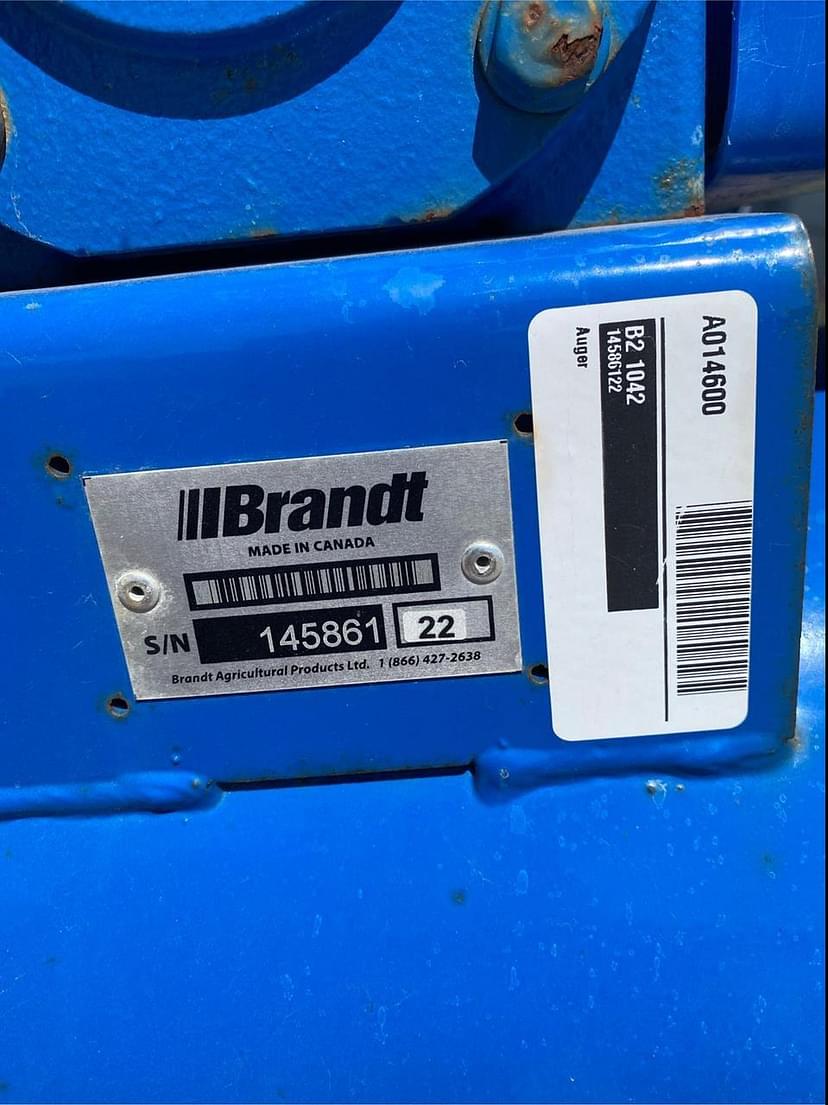 Brandt
MADE IN CANADA
S/N 145861 22
Brandt Agricultural Products Ltd. 1 (866) 427-2638
A014600
B2 1042
14586122
Auger